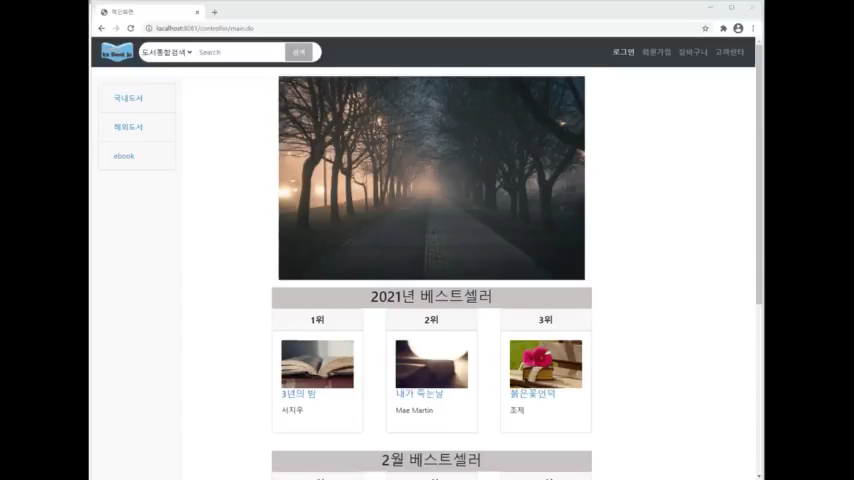 메인화면
localhost:8081/controller/main.do
도서통합검색 Search 검색
로그인 회원가입 장바구니 고객센터
국내도서
해외도서
ebook
2021년 베스트셀러
1위 2위 3위
3년의 밤 내가 죽는날 붉은꽃언덕
서지우 Mae Martin 조제
2월 베스트셀러